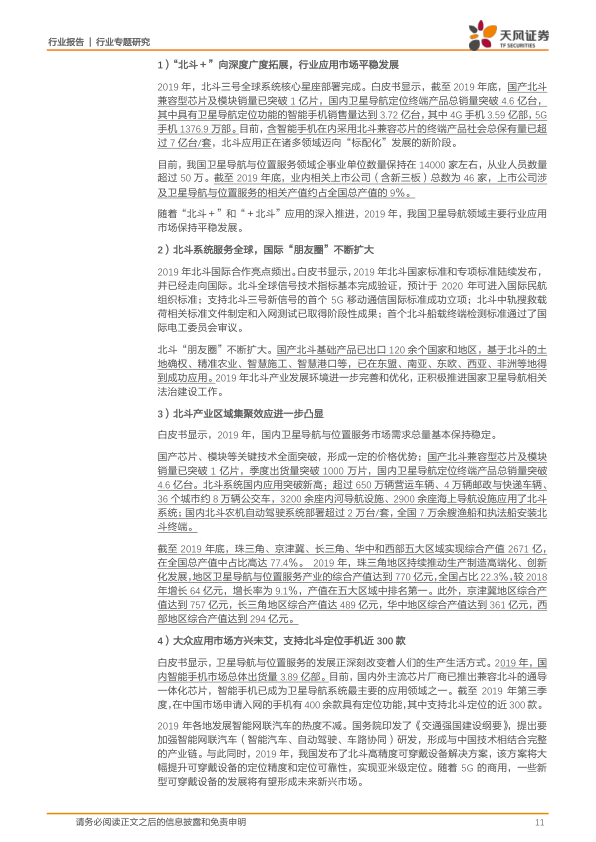 行业报告 | 行业专题研究
天风证券
TF SECURITIES
1)“北斗+”向深度广度拓展，行业应用市场平稳发展
2019 年，北斗三号全球系统核心星座部署完成。白皮书显示，截至 2019 年底，国产北斗
兼容型芯片及模块销量已突破 1 亿片，国内卫星导航定位终端产品总销量突破 4.6 亿台，
其中具有卫星导航定位功能的智能手机销售量达到 3.72 亿台，其中 4G 手机 3.59 亿部，5G
手机 1376.9 万部。目前，含智能手机在内采用北斗兼容芯片的终端产品社会总保有量已超
过 7 亿台/套，北斗应用正在诸多领域迈向“标配化”发展的新阶段。
目前，我国卫星导航与位置服务领域企事业单位数量保持在 14000 家左右，从业人员数量
超过 50 万。截至 2019 年底，业内相关上市公司（含新三板）总数为 46 家，上市公司涉
及卫星导航与位置服务的相关产值约占全国总产值的 9%。
随着“北斗+”和“+北斗”应用的深入推进，2019 年，我国卫星导航领域主要行业应用
市场保持平稳发展。
2）北斗系统服务全球，国际“朋友圈”不断扩大
2019 年北斗国际合作亮点频出。白皮书显示，2019 年北斗国家标准和专项标准陆续发布，
并已经走向国际。北斗全球信号技术指标基本完成验证，预计于 2020 年可进入国际民航
组织标准；支持北斗三号新信号的首个 5G 移动通信国际标准成功立项；北斗中轨搜救载
荷相关标准文件制定和入网测试已取得阶段性成果；首个北斗船载终端检测标准通过了国
际电工委员会审议。
北斗“朋友圈”不断扩大。国产北斗基础产品已出口 120 余个国家和地区，基于北斗的土
地确权、精准农业、智慧施工、智慧港口等，已在东盟、南亚、东欧、西亚、非洲等地得
到成功应用。2019 年北斗产业发展环境进一步完善和优化，正积极推进国家卫星导航相关
法治建设工作。
3）北斗产业区域集聚效应进一步凸显
白皮书显示，2019 年，国内卫星导航与位置服务市场需求总量基本保持稳定。
国产芯片、模块等关键技术全面突破，形成一定的价格优势；国产北斗兼容型芯片及模块
销量已突破 1 亿片，季度出货量突破 1000 万片，国内卫星导航定位终端产品总销量突破
4.6 亿台。北斗系统国内应用突破新高：超过 650 万辆营运车辆、4 万辆邮政与快递车辆、
36 个城市约 8 万辆公交车，3200 余座内河导航设施、2900 余座海上导航设施应用了北斗
系统；国内北斗农机自动驾驶系统部署超过 2 万台/套，全国 7 万余艘渔船和执法船安装北
斗终端。
截至 2019 年底，珠三角、京津冀、长三角、华中和西部五大区域实现综合产值 2671 亿，
在全国总产值中占比高达 77.4%。 2019 年，珠三角地区持续推动生产制造高端化、创新
化发展，地区卫星导航与位置服务产业的综合产值达到 770 亿元，全国占比 22.3%，较 2018
年增长 64 亿元，增长率为 9.1%，产值在五大区域中排名第一。此外，京津冀地区综合产
值达到 757 亿元，长三角地区综合产值达 489 亿元，华中地区综合产值达到 361 亿元，西
部地区综合产值达到 294 亿元。
4）大众应用市场方兴未艾，支持北斗定位手机近 300 款
白皮书显示，卫星导航与位置服务的发展正深刻改变着人们的生产生活方式。2019 年，国
内智能手机市场总体出货量 3.89 亿部。目前，国内外主流芯片厂商已推出兼容北斗的通导
一体化芯片，智能手机已成为卫星导航系统最主要的应用领域之一。截至 2019 年第三季
度，在中国市场申请入网的手机有 400 余款具有定位功能，其中支持北斗定位的近 300 款。
2019 年各地发展智能网联汽车的热度不减。国务院印发了《交通强国建设纲要》，提出要
加强智能网联汽车（智能汽车、自动驾驶、车路协同）研发，形成与中国技术相结合完整
的产业链。与此同时，2019 年，我国发布了北斗高精度可穿戴设备解决方案，该方案将大
幅提升可穿戴设备的定位精度和定位可靠性，实现亚米级定位。随着 5G 的商用，一些新
型可穿戴设备的发展将有望形成未来新兴市场。
请务必阅读正文之后的信息披露和免责申明
11